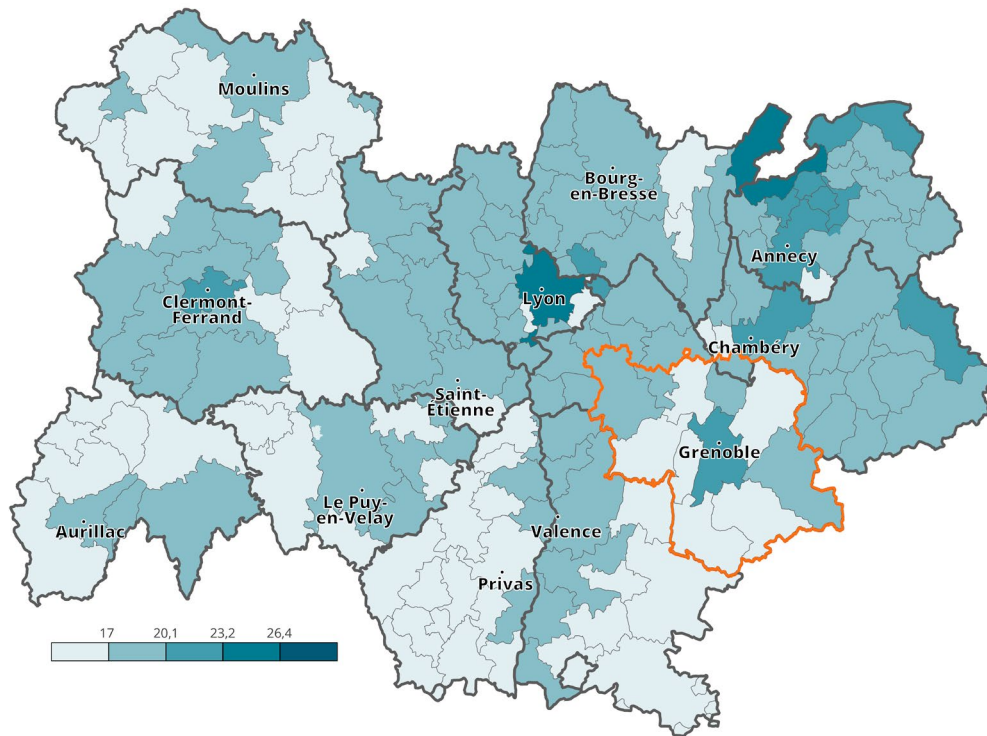 Moulins
Bourg-
en-Bresse
Annecy
Clermont-
Ferrand
Lyon
Chambéry
Saint-
Étienne
Grenoble
Le Puy-
en-Velay
Aurillac
Valence
Privas
17 20,1 23,2 26,4